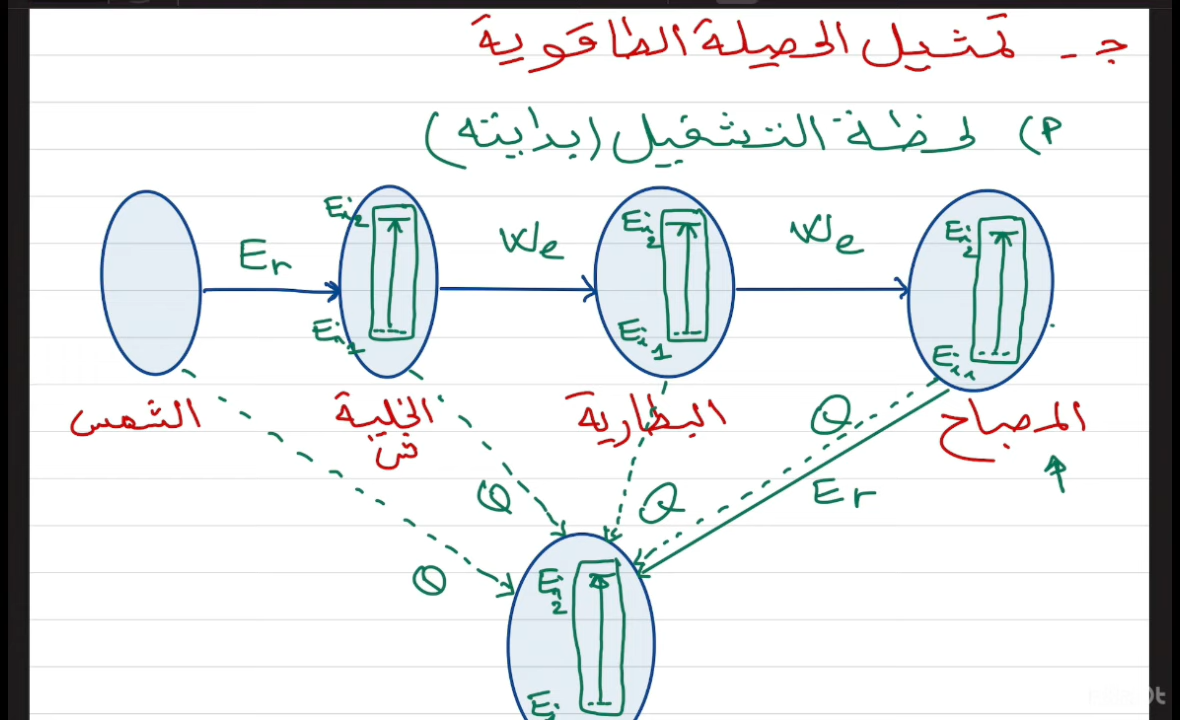 ج - تمثيل الحصيلة الطاقوية
P) لحظة التشغيل (بدايته)
Er
We
We
Ei2
Ei1
Ei2
Ei1
Ei2
Ei1
الشمس
الخلية ش
البطارية
المصباح
Q
Q
Q
Q
Er
Ei2
Ei